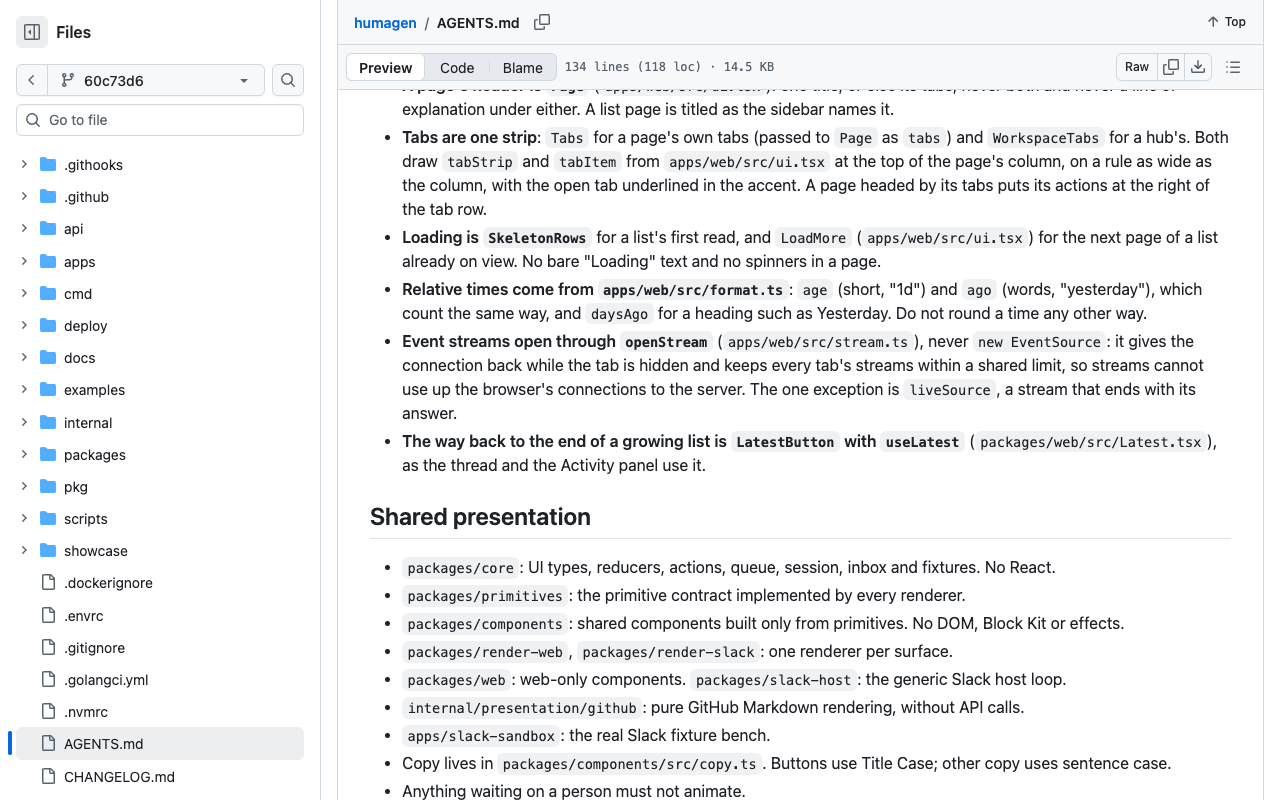 Files
60c73d6
Go to file
.githooks
.github
api
apps
cmd
deploy
docs
examples
internal
packages
pkg
scripts
showcase
.dockerignore
.envrc
.gitignore
.golangci.yml
.nvmrc
AGENTS.md
CHANGELOG.md
humagen / AGENTS.md
Top
Preview Code Blame 134 lines (118 loc) · 14.5 KB
Raw
explanation under either. A list page is titled as the sidebar names it.
• Tabs are one strip: Tabs for a page's own tabs (passed to Page as tabs ) and WorkspaceTabs for a hub's. Both
draw tabStrip and tabItem from apps/web/src/ui.tsx at the top of the page's column, on a rule as wide as
the column, with the open tab underlined in the accent. A page headed by its tabs puts its actions at the right of
the tab row.
• Loading is SkeletonRows for a list's first read, and LoadMore ( apps/web/src/ui.tsx ) for the next page of a list
already on view. No bare "Loading" text and no spinners in a page.
• Relative times come from apps/web/src/format.ts : age (short, "1d") and ago (words, "yesterday"), which
count the same way, and daysAgo for a heading such as Yesterday. Do not round a time any other way.
• Event streams open through openStream ( apps/web/src/stream.ts ), never new EventSource : it gives the
connection back while the tab is hidden and keeps every tab's streams within a shared limit, so streams cannot
use up the browser's connections to the server. The one exception is liveSource , a stream that ends with its
answer.
• The way back to the end of a growing list is LatestButton with useLatest ( packages/web/src/Latest.tsx ),
as the thread and the Activity panel use it.
Shared presentation
• packages/core : UI types, reducers, actions, queue, session, inbox and fixtures. No React.
• packages/primitives : the primitive contract implemented by every renderer.
• packages/components : shared components built only from primitives. No DOM, Block Kit or effects.
• packages/render-web , packages/render-slack : one renderer per surface.
• packages/web : web-only components. packages/slack-host : the generic Slack host loop.
• internal/presentation/github : pure GitHub Markdown rendering, without API calls.
• apps/slack-sandbox : the real Slack fixture bench.
• Copy lives in packages/components/src/copy.ts . Buttons use Title Case; other copy uses sentence case.
• Anything waiting on a person must not animate.